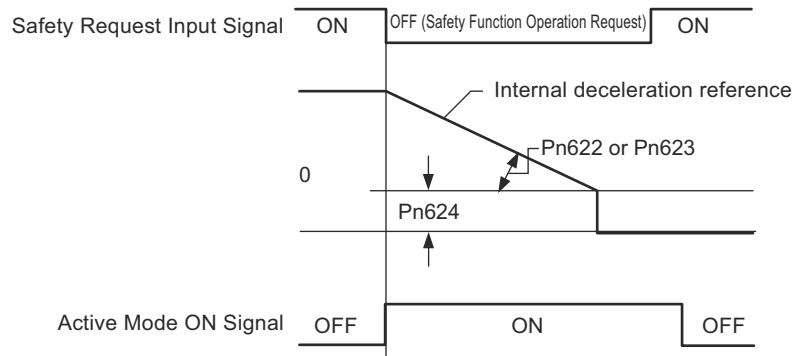 Safety Request Input Signal
ON
OFF (Safety Function Operation Request)
ON
Internal deceleration reference
Pn622 or Pn623
0
Pn624
Active Mode ON Signal
OFF
ON
OFF